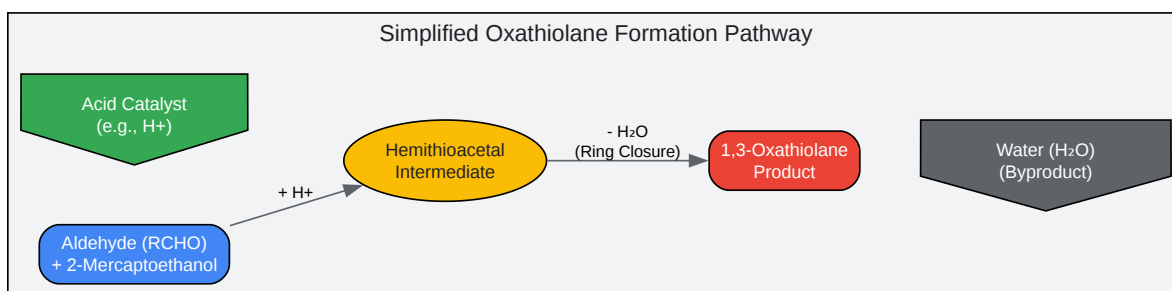 Simplified Oxathiolane Formation Pathway
Acid Catalyst
(e.g., H+)
Aldehyde (RCHO)
+ 2-Mercaptoethanol
+ H+
Hemithioacetal
Intermediate
- H₂O
(Ring Closure)
1,3-Oxathiolane
Product
Water (H₂O)
(Byproduct)